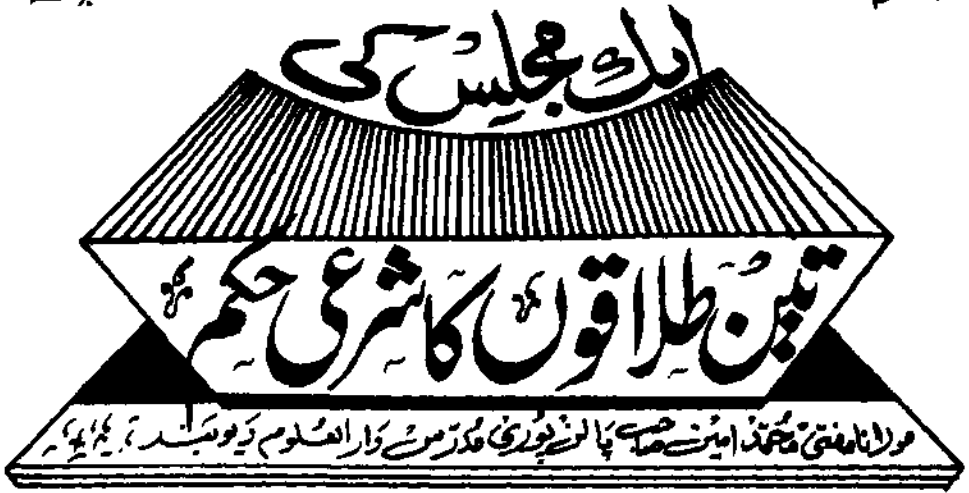 ایک مجلس کی
تین طلاقوں کا شرعی حکم
مولانا مفتی محمد امین صاحب پالن پوری مدرس دار العلوم دیوبند